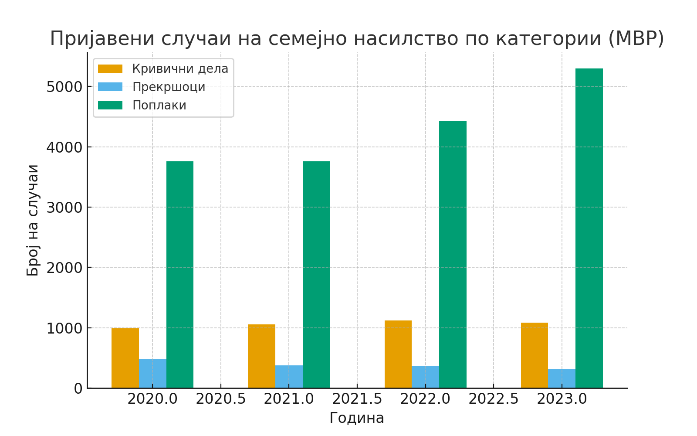 Пријавени случаи на семејно насилство по категории (МВР)
Кривични дела
Прекршоци
Поплаки
Број на случаи
5000
4000
3000
2000
1000
0
2020.0 2020.5 2021.0 2021.5 2022.0 2022.5 2023.0
Година